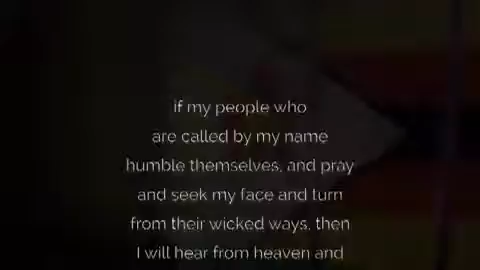 if my people who
are called by my name
humble themselves, and pray
and seek my face and turn
from their wicked ways, then
I will hear from heaven and